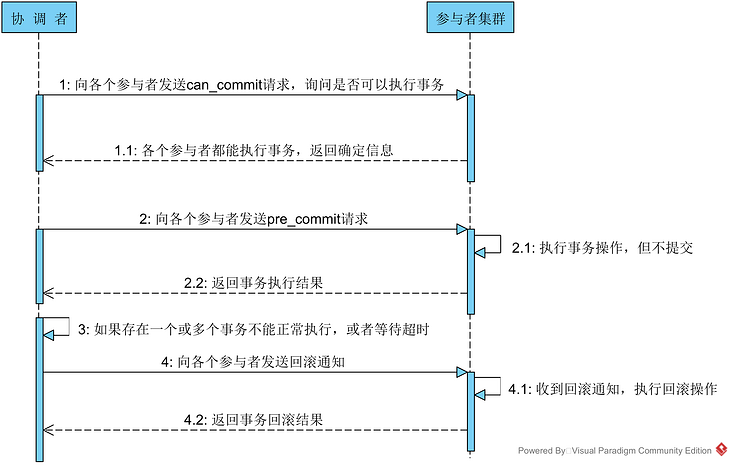 协 调 者
参与者集群
1: 向各个参与者发送can_commit请求，询问是否可以执行事务
1.1: 各个参与者都能执行事务，返回确定信息
2: 向各个参与者发送pre_commit请求
2.1: 执行事务操作，但不提交
2.2: 返回事务执行结果
3: 如果存在一个或多个事务不能正常执行，或者等待超时
4: 向各个参与者发送回滚通知
4.1: 收到回滚通知，执行回滚操作
4.2: 返回事务回滚结果
Powered By Visual Paradigm Community Edition